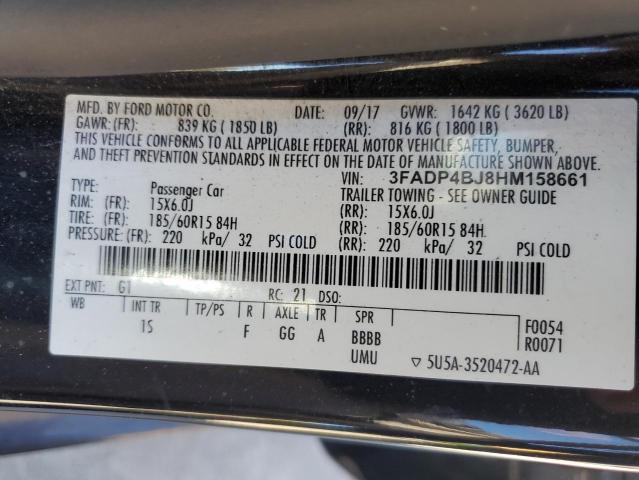 MFD. BY FORD MOTOR CO. DATE: 09/17 GVWR: 1642 KG ( 3620 LB)
GAWR: (FR): 839 KG ( 1850 LB) (RR): 816 KG ( 1800 LB)
THIS VEHICLE CONFORMS TO ALL APPLICABLE FEDERAL MOTOR VEHICLE SAFETY, BUMPER,
AND THEFT PREVENTION STANDARDS IN EFFECT ON THE DATE OF MANUFACTURE SHOWN ABOVE.
VIN: 3FADP4BJ8HM158661
TYPE: Passenger Car TRAILER TOWING - SEE OWNER GUIDE
RIM: (FR): 15X6.0J (RR): 15X6.0J
TIRE: (FR): 185/60R15 84H (RR): 185/60R15 84H
PRESSURE: (FR): 220 kPa/ 32 PSI COLD (RR): 220 kPa/ 32 PSI COLD
EXT PNT: G1 RC: 21 DSO:
WB INT TR TP/PS R AXLE TR SPR F0054
1S F GG A BBBB R0071
UMU ▽ 5U5A-3520472-AA